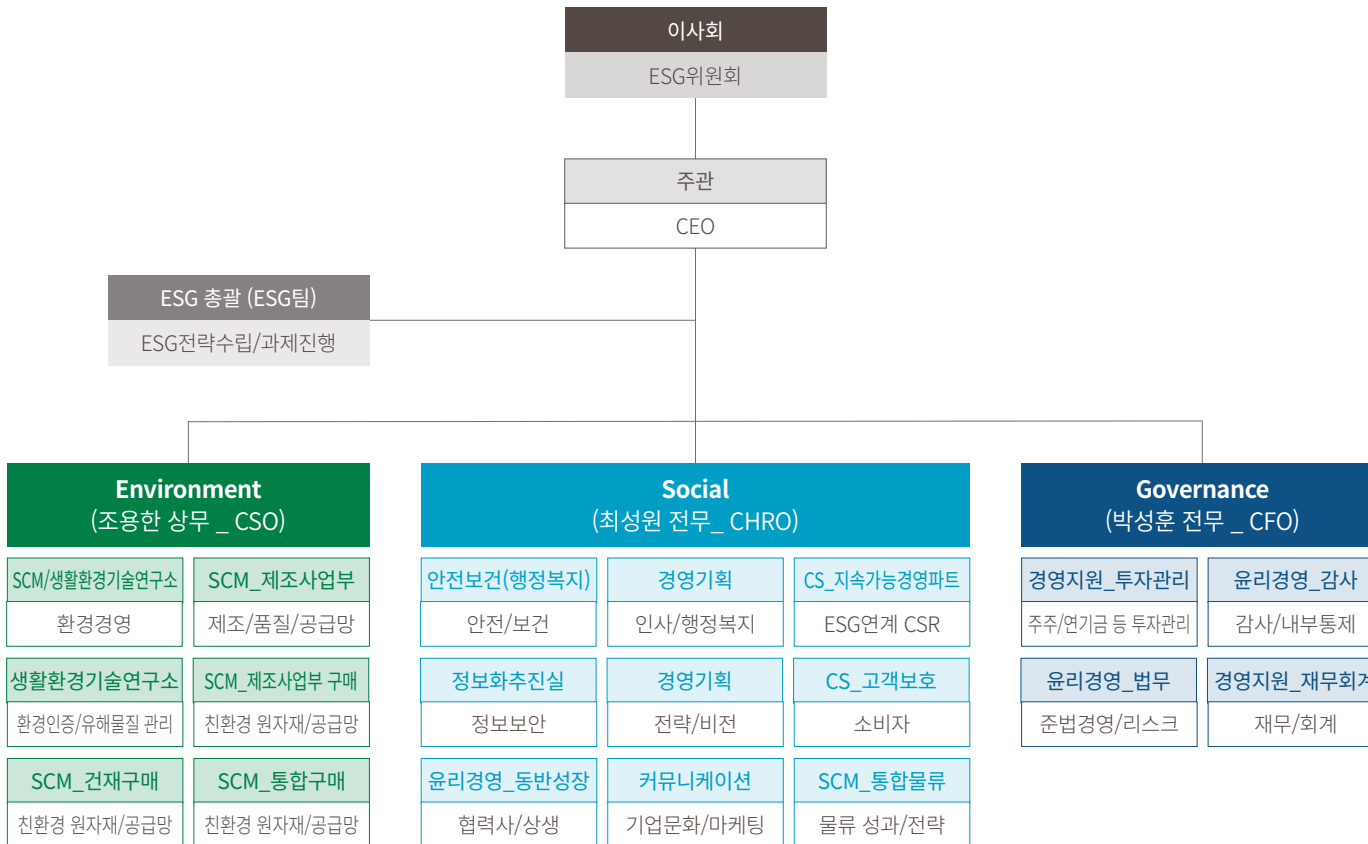 이사회
ESG위원회
주관
CEO
ESG 총괄 (ESG팀)
ESG전략수립/과제진행
Environment
(조용한 상무 _ CSO)
SCM/생활환경기술연구소
환경경영
SCM_제조사업부
제조/품질/공급망
생활환경기술연구소
환경인증/유해물질 관리
SCM_제조사업부 구매
친환경 원자재/공급망
SCM_건재구매
친환경 원자재/공급망
SCM_통합구매
친환경 원자재/공급망
Social
(최성원 전무_ CHRO)
안전보건(행정복지)
안전/보건
경영기획
인사/행정복지
CS_지속가능경영파트
ESG연계 CSR
정보화추진실
정보보안
경영기획
전략/비전
CS_고객보호
소비자
윤리경영_동반성장
협력사/상생
커뮤니케이션
기업문화/마케팅
SCM_통합물류
물류 성과/전략
Governance
(박성훈 전무 _ CFO)
경영지원_투자관리
주주/연기금 등 투자관리
윤리경영_감사
감사/내부통제
윤리경영_법무
준법경영/리스크
경영지원_재무회계
재무/회계